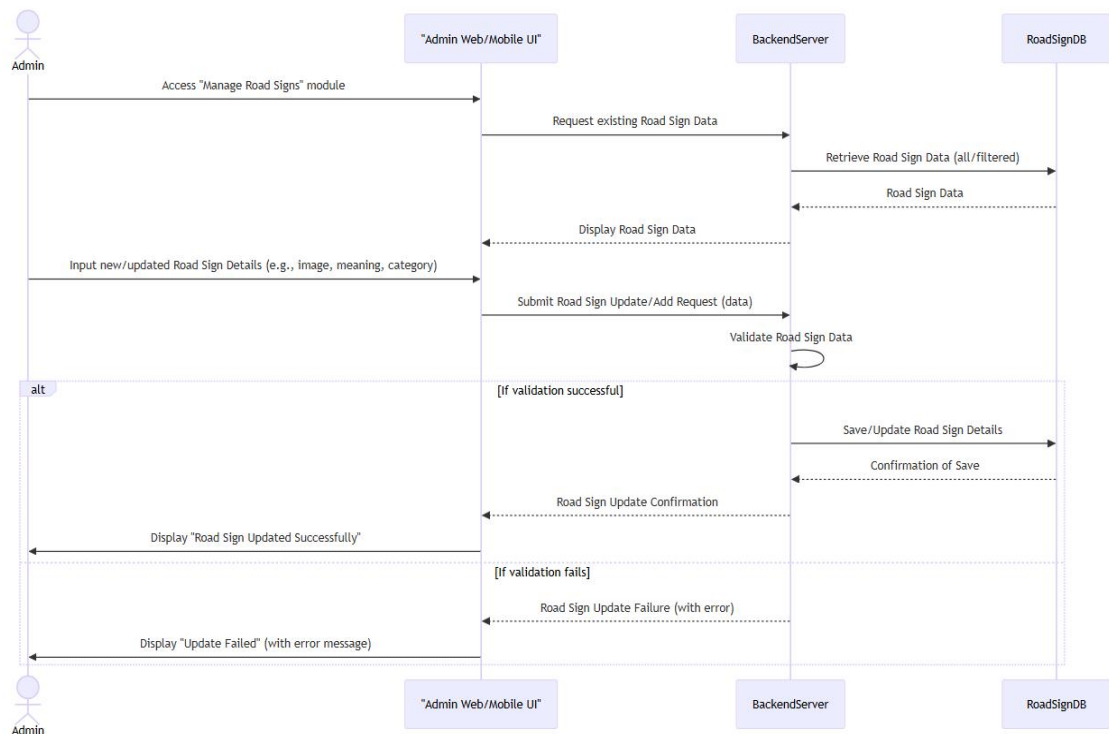 "Admin Web/Mobile UI"
BackendServer
RoadSignDB
Admin
Access "Manage Road Signs" module
Request existing Road Sign Data
Retrieve Road Sign Data (all/filtered)
Road Sign Data
Display Road Sign Data
Input new/updated Road Sign Details (e.g., image, meaning, category)
Submit Road Sign Update/Add Request (data)
Validate Road Sign Data
alt
[If validation successful]
Save/Update Road Sign Details
Confirmation of Save
Road Sign Update Confirmation
Display "Road Sign Updated Successfully"
[If validation fails]
Road Sign Update Failure (with error)
Display "Update Failed" (with error message)
"Admin Web/Mobile UI"
BackendServer
RoadSignDB
Admin